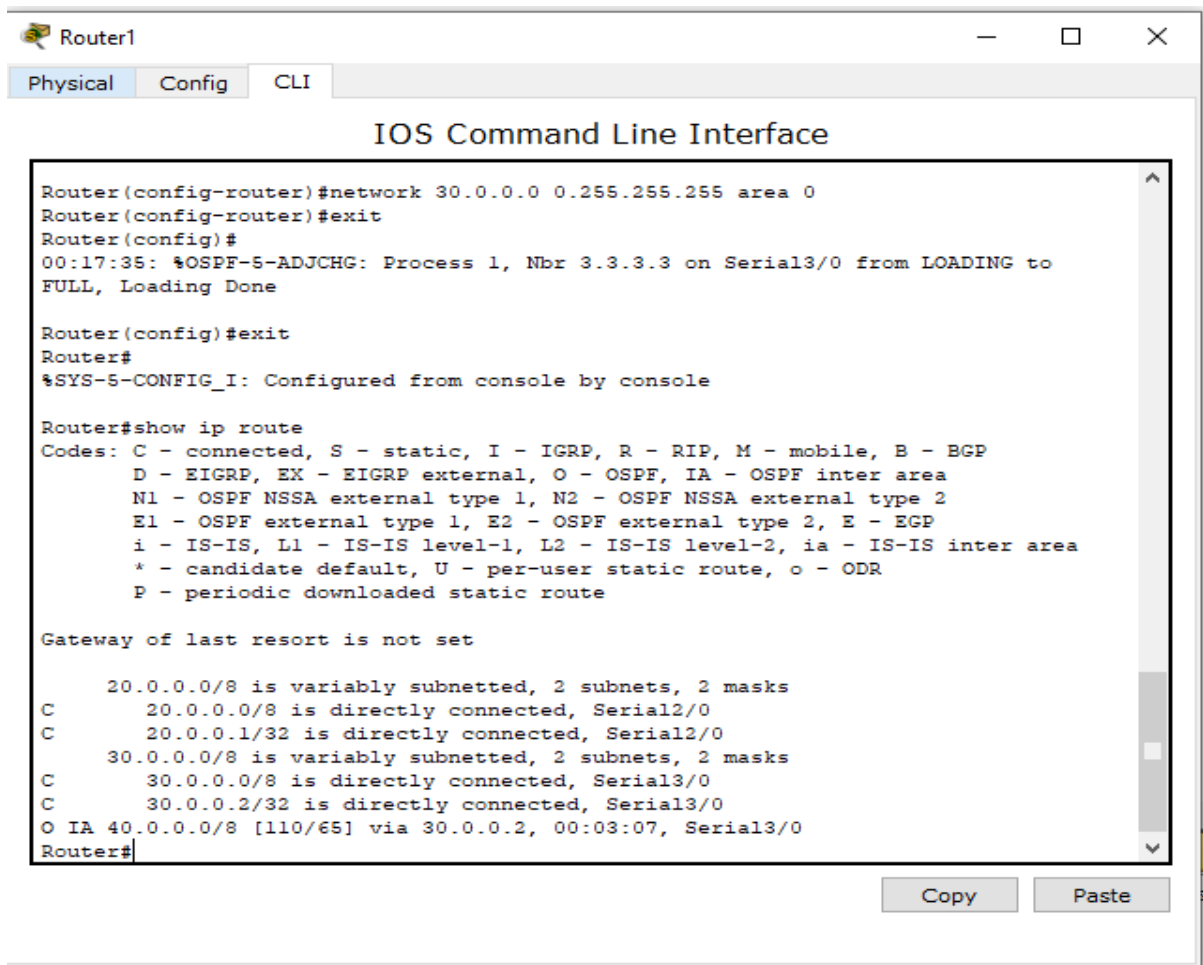 Router1
Physical Config CLI
IOS Command Line Interface
Router(config-router)#network 30.0.0.0 0.255.255.255 area 0
Router(config-router)#exit
Router(config)#
00:17:35: %OSPF-5-ADJCHG: Process 1, Nbr 3.3.3.3 on Serial3/0 from LOADING to
FULL, Loading Done
Router(config)#exit
Router#
%SYS-5-CONFIG_I: Configured from console by console
Router#show ip route
Codes: C - connected, S - static, I - IGRP, R - RIP, M - mobile, B - BGP
D - EIGRP, EX - EIGRP external, O - OSPF, IA - OSPF inter area
N1 - OSPF NSSA external type 1, N2 - OSPF NSSA external type 2
E1 - OSPF external type 1, E2 - OSPF external type 2, E - EGP
i - IS-IS, L1 - IS-IS level-1, L2 - IS-IS level-2, ia - IS-IS inter area
* - candidate default, U - per-user static route, o - ODR
P - periodic downloaded static route
Gateway of last resort is not set
20.0.0.0/8 is variably subnetted, 2 subnets, 2 masks
C 20.0.0.0/8 is directly connected, Serial2/0
C 20.0.0.1/32 is directly connected, Serial2/0
30.0.0.0/8 is variably subnetted, 2 subnets, 2 masks
C 30.0.0.0/8 is directly connected, Serial3/0
C 30.0.0.2/32 is directly connected, Serial3/0
O IA 40.0.0.0/8 [110/65] via 30.0.0.2, 00:03:07, Serial3/0
Router#
Copy Paste